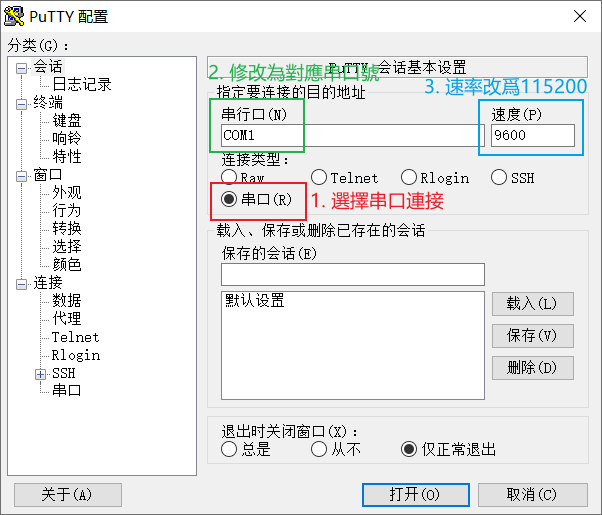 PuTTY 配置
分类(G)：
会话
日志记录
终端
键盘
响铃
特性
窗口
外观
行为
转换
选择
颜色
连接
数据
代理
Telnet
Rlogin
SSH
串口
PuTTY 会话基本设置
2. 修改為對應串口號
指定要连接的目的地址
3. 速率改爲115200
串行口(N)
速度(P)
COM1
9600
连接类型：
Raw
Telnet
Rlogin
SSH
串口(R)
1. 選擇串口連接
载入、保存或删除已存在的会话
保存的会话(E)
默认设置
载入(L)
保存(V)
删除(D)
退出时关闭窗口(X)：
总是
从不
仅正常退出
关于(A)
打开(O)
取消(C)